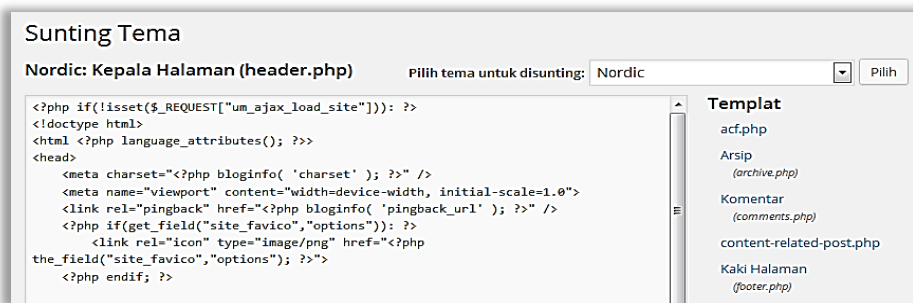 Sunting Tema
Nordic: Kepala Halaman (header.php)
Pilih tema untuk disunting: Nordic
Pilih
<?php if(!isset($_REQUEST["um_ajax_load_site"])): ?>
<!doctype html>
<html <?php language_attributes(); ?>>
<head>
    <meta charset="<?php bloginfo( 'charset' ); ?>" />
    <meta name="viewport" content="width=device-width, initial-scale=1.0">
    <link rel="pingback" href="<?php bloginfo( 'pingback_url' ); ?>" />
    <?php if(get_field("site_favico","options")): ?>
        <link rel="icon" type="image/png" href="<?php
the_field("site_favico","options"); ?>">
    <?php endif; ?>
Templat
acf.php
Arsip
(archive.php)
Komentar
(comments.php)
content-related-post.php
Kaki Halaman
(footer.php)